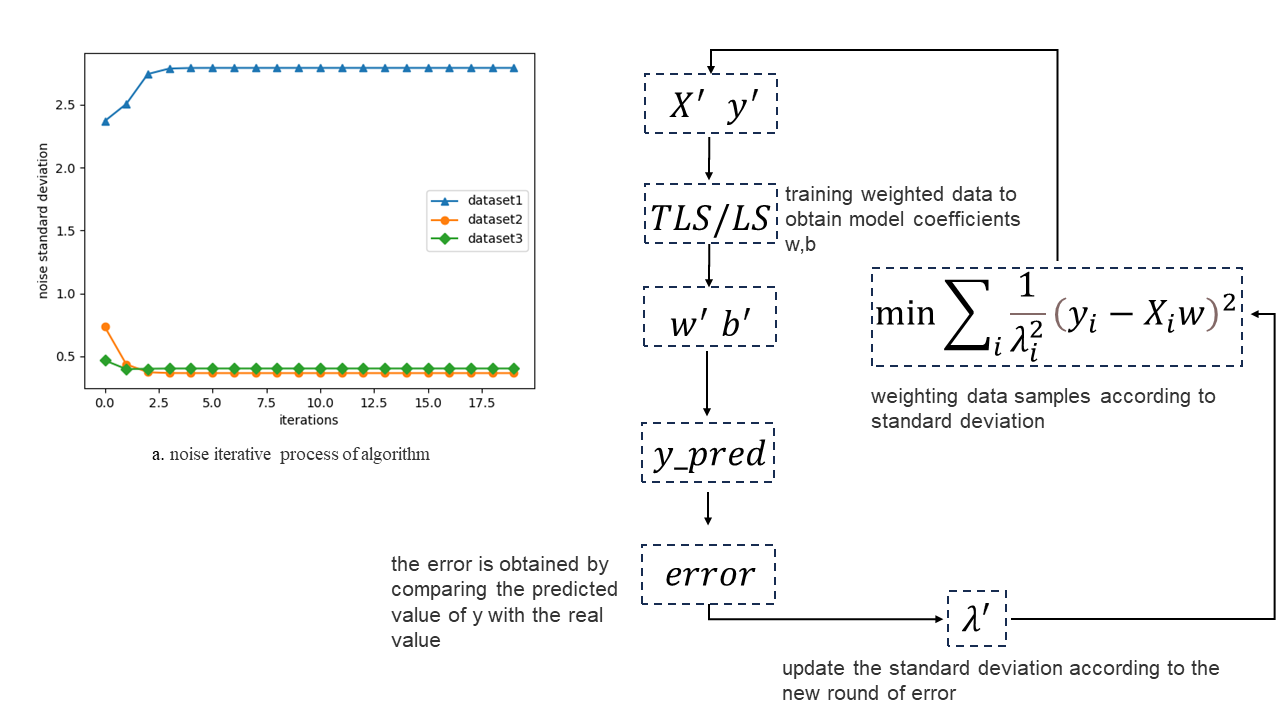 2.5
2.0
1.5
1.0
0.5
noise standard deviation
dataset1
dataset2
dataset3
0.0 2.5 5.0 7.5 10.0 12.5 15.0 17.5
iterations
a. noise iterative process of algorithm
X′ y′
TLS/LS
training weighted data to
obtain model coefficients
w,b
w′ b′
y_pred
error
the error is obtained by
comparing the predicted
value of y with the real
value
λ′
update the standard deviation according to the
new round of error
min ∑ᵢ 1/λᵢ² (yᵢ − Xᵢw)²
weighting data samples according to
standard deviation